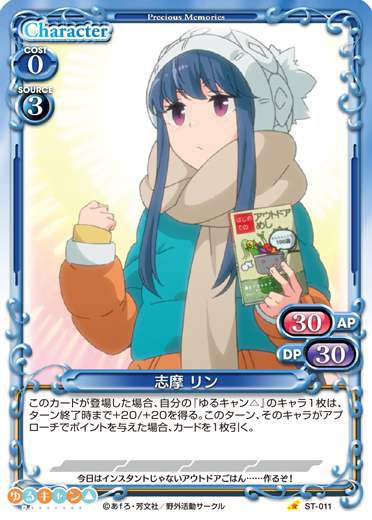 Precious Memories
Character
COST
0
SOURCE
3
はじめての
アウトドア
めし
100選
30 AP
DP 30
志摩 リン
このカードが登場した場合、自分の『ゆるキャン△』のキャラ1枚は、
ターン終了時まで+20/+20を得る。このターン、そのキャラがアプ
ローチでポイントを与えた場合、カードを1枚引く。
今日はインスタントじゃないアウトドアごはん……作るぞ!
ゆるキャン△
©あfろ・芳文社/野外活動サークル
ST-011